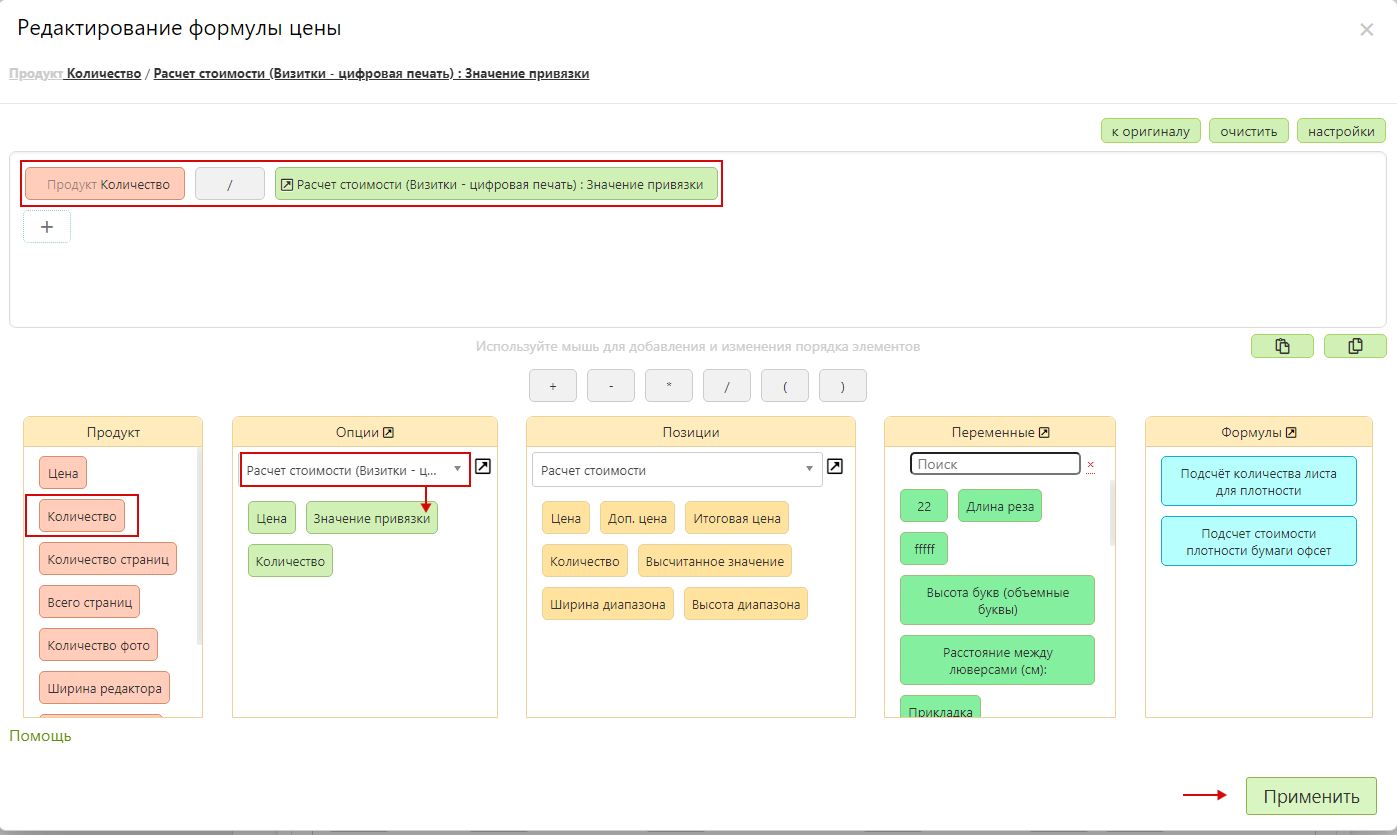 Редактирование формулы цены
×
Продукт Количество / Расчет стоимости (Визитки - цифровая печать) : Значение привязки
к оригиналу
очистить
настройки
Продукт Количество
/
Расчет стоимости (Визитки - цифровая печать) : Значение привязки
+
Используйте мышь для добавления и изменения порядка элементов
+
-
*
/
(
)
Продукт
Цена
Количество
Количество страниц
Всего страниц
Количество фото
Ширина редактора
Опции
Расчет стоимости (Визитки - ц...
Цена
Значение привязки
Количество
Позиции
Расчет стоимости
Цена
Доп. цена
Итоговая цена
Количество
Высчитанное значение
Ширина диапазона
Высота диапазона
Переменные
Поиск
×
22
Длина реза
fffff
Высота букв (объемные
буквы)
Расстояние между
люверсами (см):
Прикладка
Формулы
Подсчёт количества листа
для плотности
Подсчет стоимости
плотности бумаги офсет
Помощь
Применить